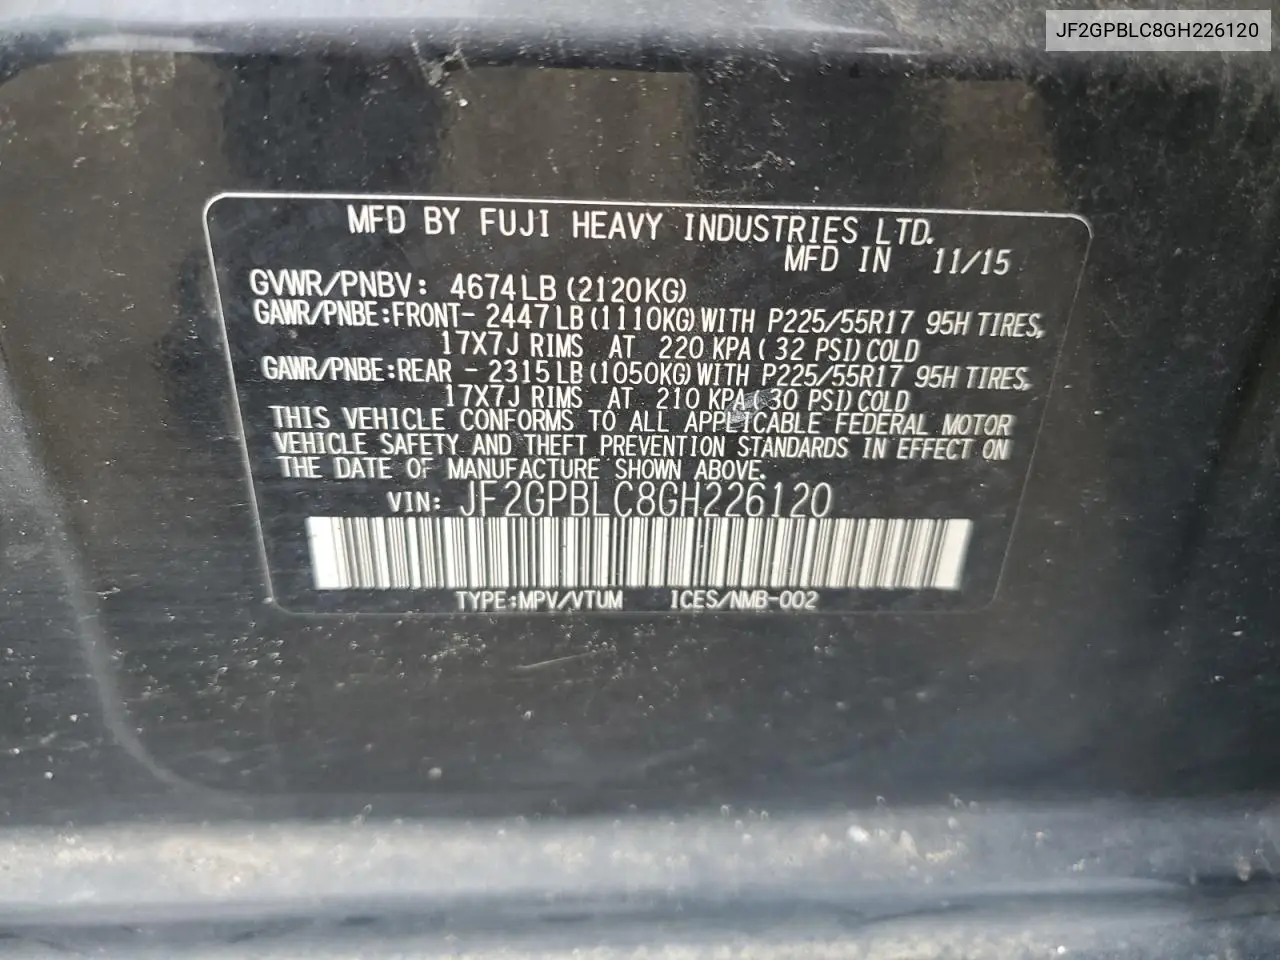 JF2GPBLC8GH226120
MFD BY FUJI HEAVY INDUSTRIES LTD.
MFD IN 11/15
GVWR/PNBV: 4674LB (2120KG)
GAWR/PNBE:FRONT- 2447LB(1110KG)WITH P225/55R17 95H TIRES,
17X7J RIMS AT 220 KPA(32 PSI)COLD
GAWR/PNBE:REAR - 2315LB(1050KG)WITH P225/55R17 95H TIRES,
17X7J RIMS AT 210 KPA(30 PSI)COLD
THIS VEHICLE CONFORMS TO ALL APPLICABLE FEDERAL MOTOR
VEHICLE SAFETY AND THEFT PREVENTION STANDARDS IN EFFECT ON
THE DATE OF MANUFACTURE SHOWN ABOVE.
VIN: JF2GPBLC8GH226120
TYPE:MPV/VTUM ICES/NMB-002